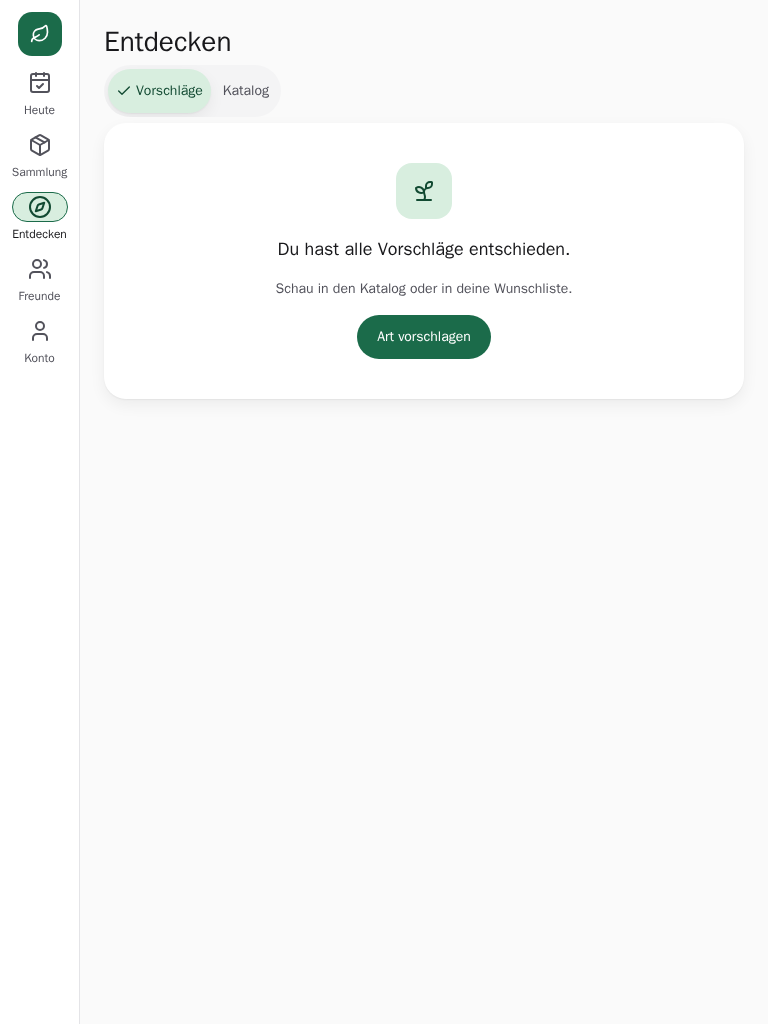 Entdecken
Vorschläge
Katalog
Heute
Sammlung
Entdecken
Freunde
Konto
Du hast alle Vorschläge entschieden.
Schau in den Katalog oder in deine Wunschliste.
Art vorschlagen